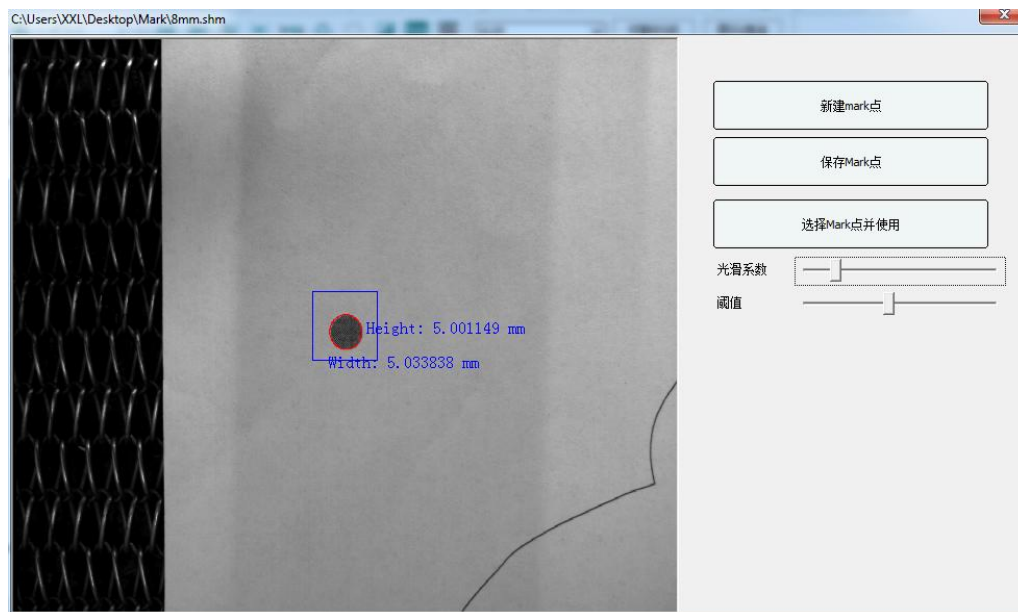 C:\Users\XXL\Desktop\Mark\8mm.shm
新建mark点
保存Mark点
选择Mark点并使用
光滑系数
阈值
Height: 5.001149 mm
Width: 5.033838 mm